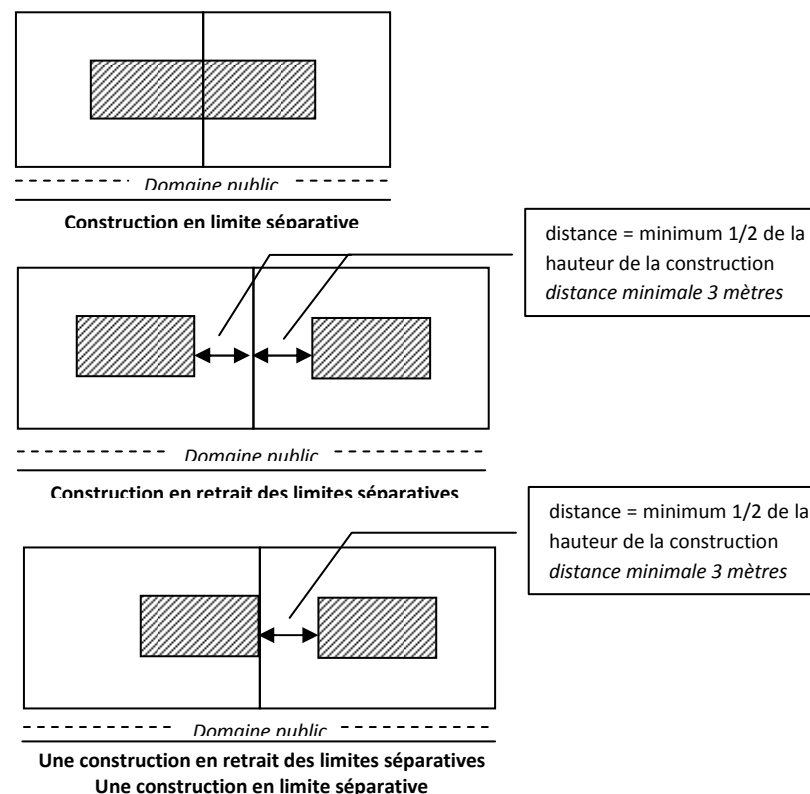 Domaine public
Construction en limite séparative
distance = minimum 1/2 de la
hauteur de la construction
distance minimale 3 mètres
Domaine public
Construction en retrait des limites séparatives
distance = minimum 1/2 de la
hauteur de la construction
distance minimale 3 mètres
Domaine public
Une construction en retrait des limites séparatives
Une construction en limite séparative